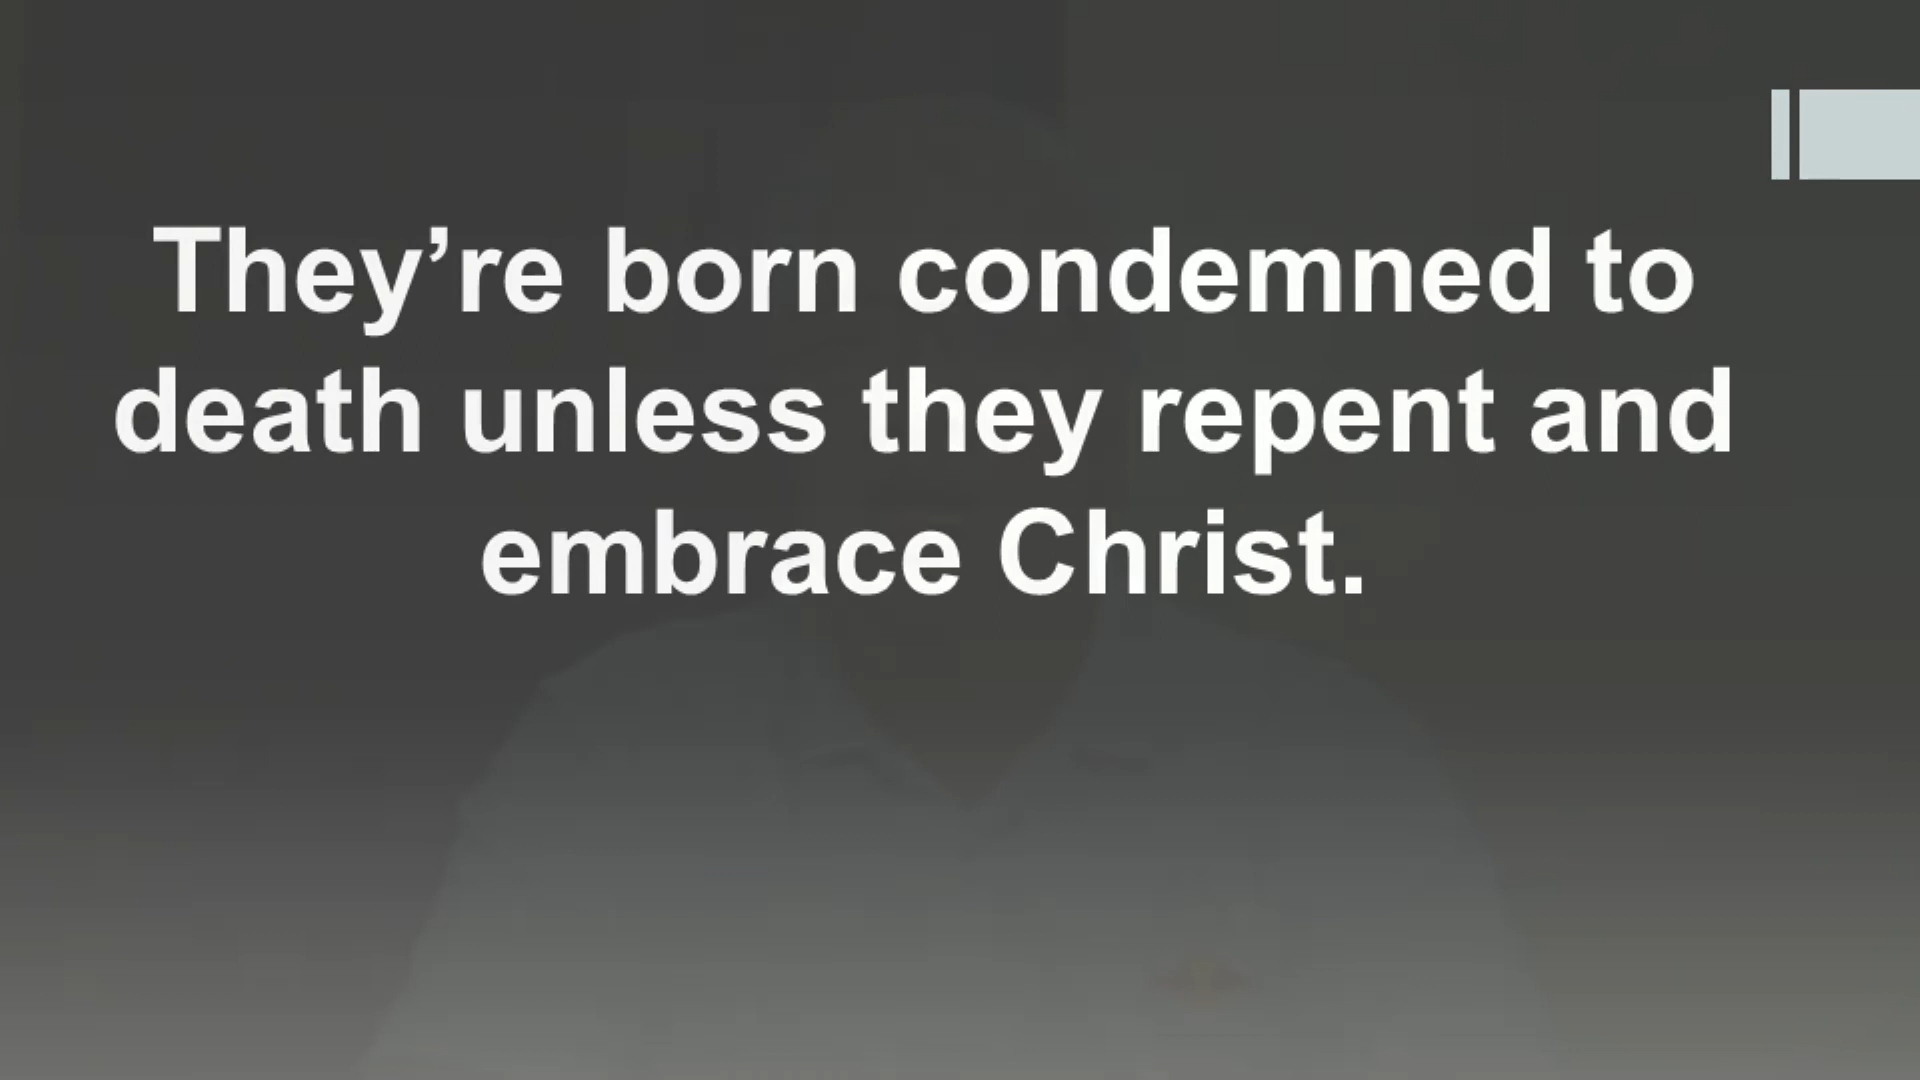 They’re born condemned to
death unless they repent and
embrace Christ.